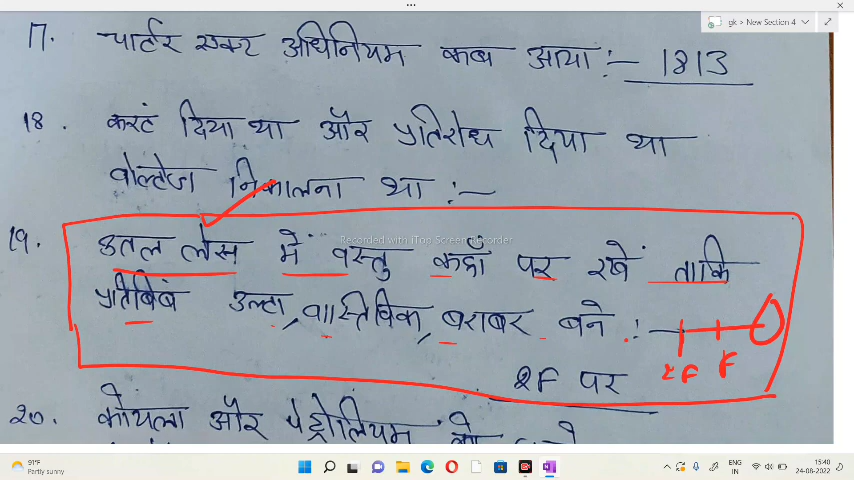 gk > New Section 4
17. चार्टर एक्ट अधिनियम कब आया :- 1813
18. करंट दिया था और प्रतिरोध दिया था
वोल्टेज निकालना था :-
Recorded with iTop Screen Recorder
19. उत्तल लेंस में वस्तु कहाँ पर रखें ताकि
प्रतिबिंब उल्टा, वास्तविक, बराबर बने :-
2F F
2F पर
20. कोयला और पेट्रोलियम के
91°F
Partly sunny
ENG
IN
15:40
24-08-2022